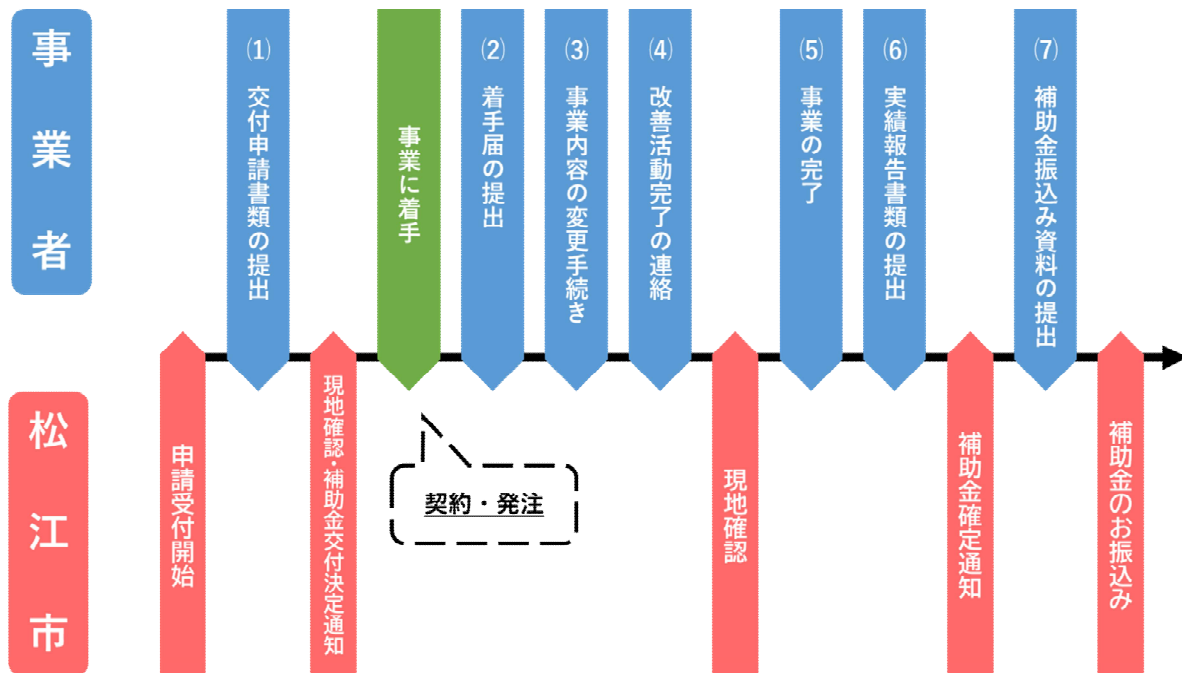 事業者
⑴ 交付申請書類の提出
事業に着手
⑵ 着手届の提出
⑶ 事業内容の変更手続き
⑷ 改善活動完了の連絡
⑸ 事業の完了
⑹ 実績報告書類の提出
⑺ 補助金振込み資料の提出
松江市
申請受付開始
現地確認・補助金交付決定通知
契約・発注
現地確認
補助金確定通知
補助金のお振込み